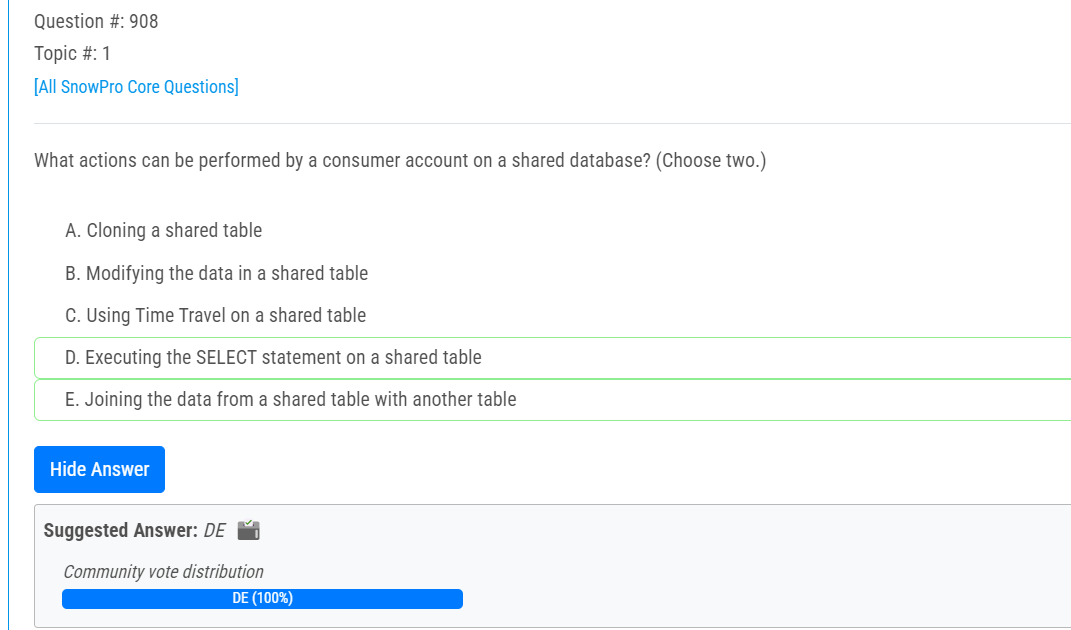 Question #: 908
Topic #: 1
[All SnowPro Core Questions]
What actions can be performed by a consumer account on a shared database? (Choose two.)
A. Cloning a shared table
B. Modifying the data in a shared table
C. Using Time Travel on a shared table
D. Executing the SELECT statement on a shared table
E. Joining the data from a shared table with another table
Hide Answer
Suggested Answer: DE
Community vote distribution
DE (100%)